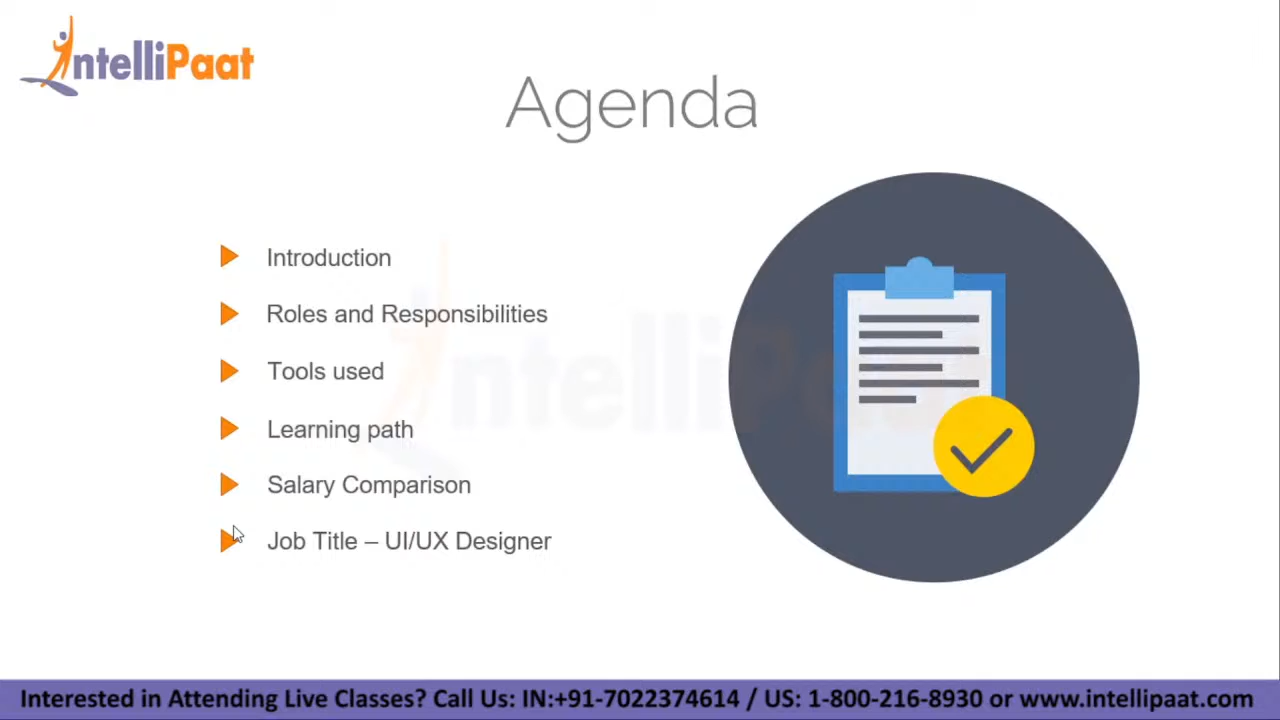 IntelliPaat
Agenda
Introduction
Roles and Responsibilities
Tools used
Learning path
Salary Comparison
Job Title – UI/UX Designer
IntelliPaat
Interested in Attending Live Classes? Call Us: IN:+91-7022374614 / US: 1-800-216-8930 or www.intellipaat.com